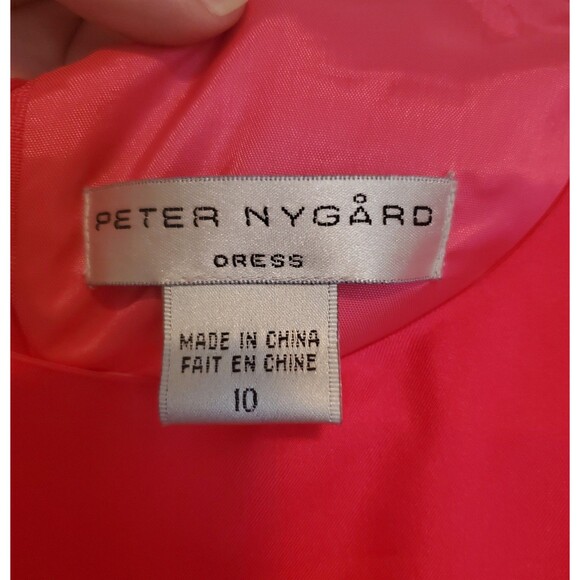 PETER NYGÅRD
DRESS
MADE IN CHINA
FAIT EN CHINE
10